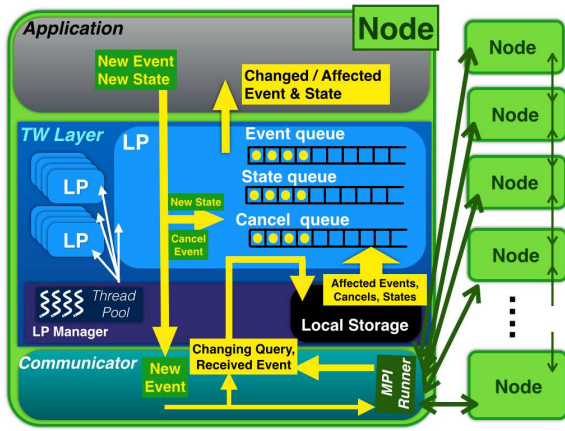 Application
Node
New Event
New State
Changed / Affected
Event & State
TW Layer
LP
Event queue
State queue
Cancel queue
LP
LP
New State
Cancel
Event
Affected Events,
Cancels, States
Thread
Pool
LP Manager
Local Storage
Communicator
New
Event
Changing Query,
Received Event
MPI
Runner
Node
Node
Node
Node
Node